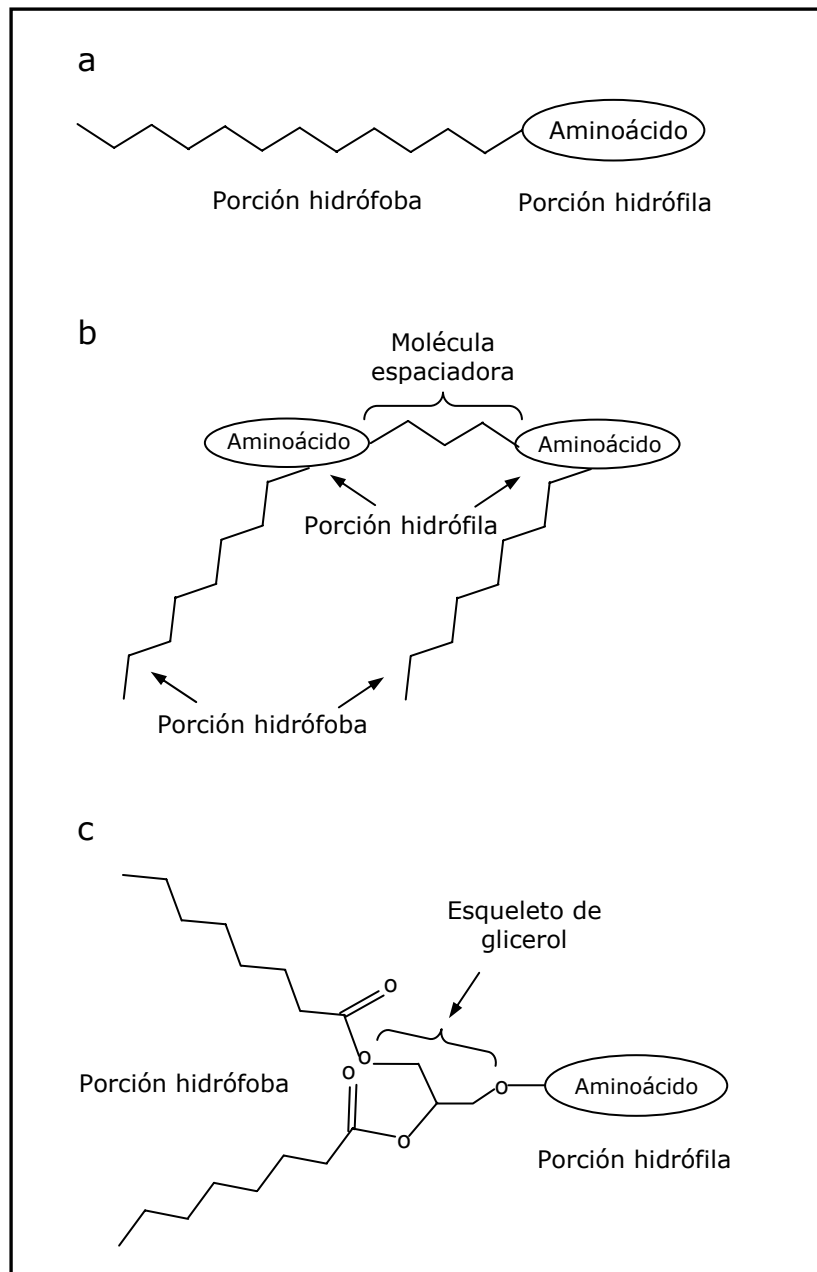 a
Aminoácido
Porción hidrófoba
Porción hidrófila
b
Molécula
espaciadora
Aminoácido
Aminoácido
Porción hidrófila
Porción hidrófoba
c
Esqueleto de
glicerol
o
o
o
Porción hidrófoba
o
Aminoácido
o
Porción hidrófila